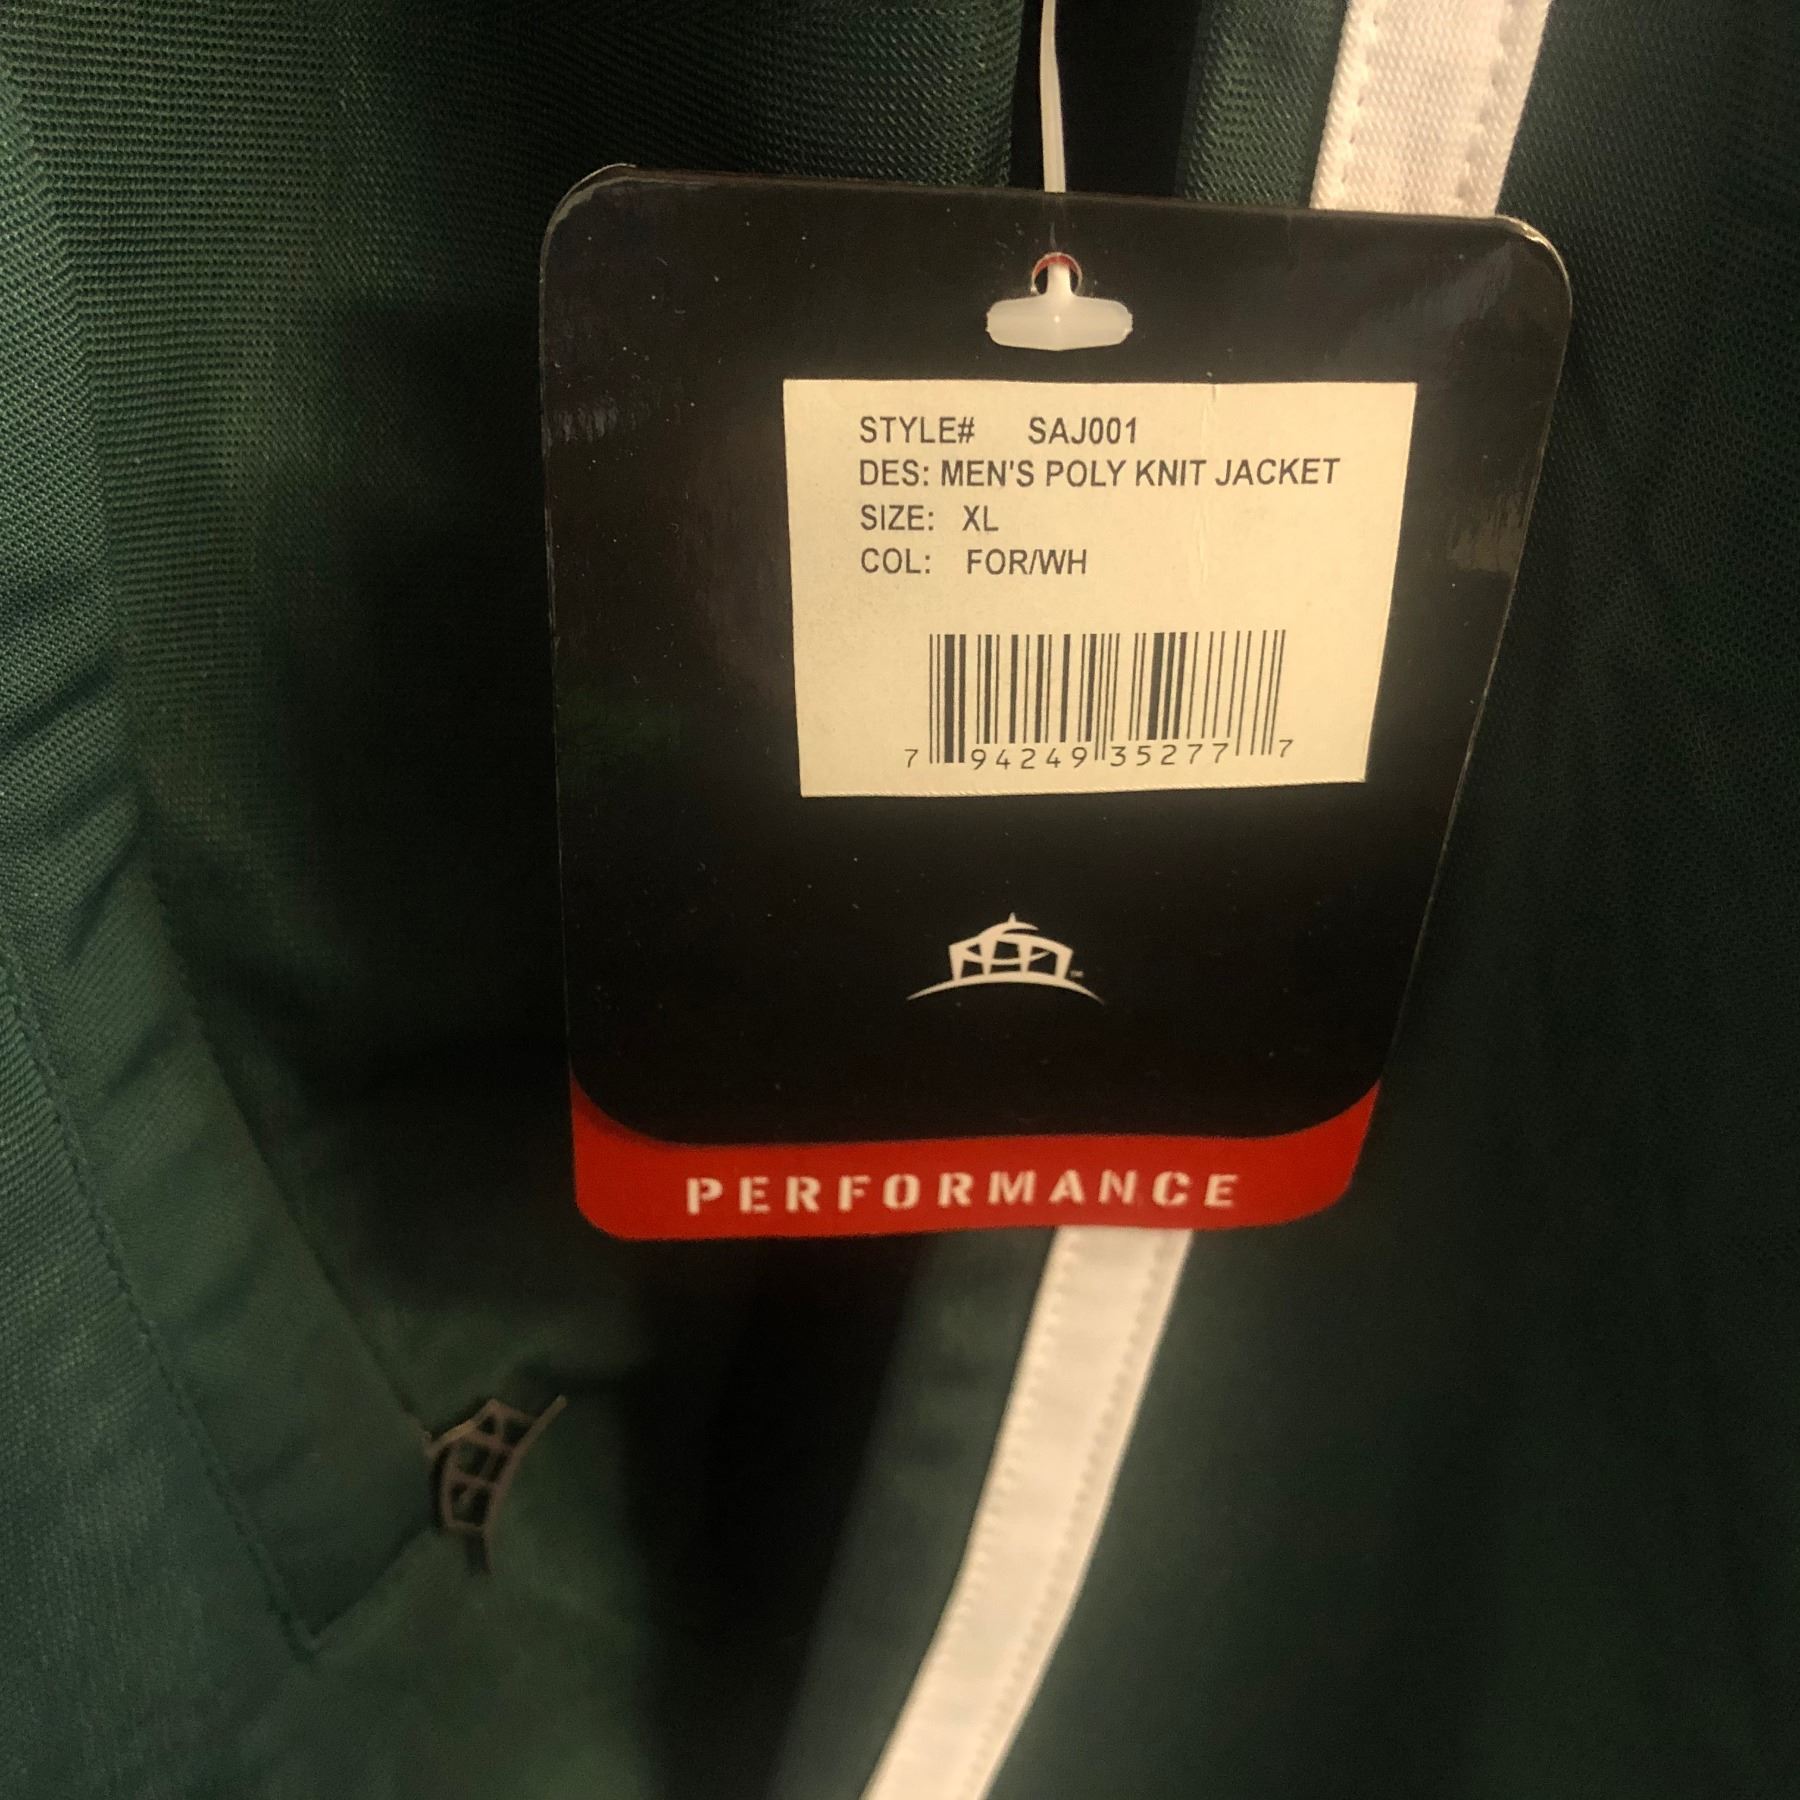 STYLE# SAJ001
DES: MEN'S POLY KNIT JACKET
SIZE: XL
COL: FOR/WH
7 94249 35277 7
PERFORMANCE